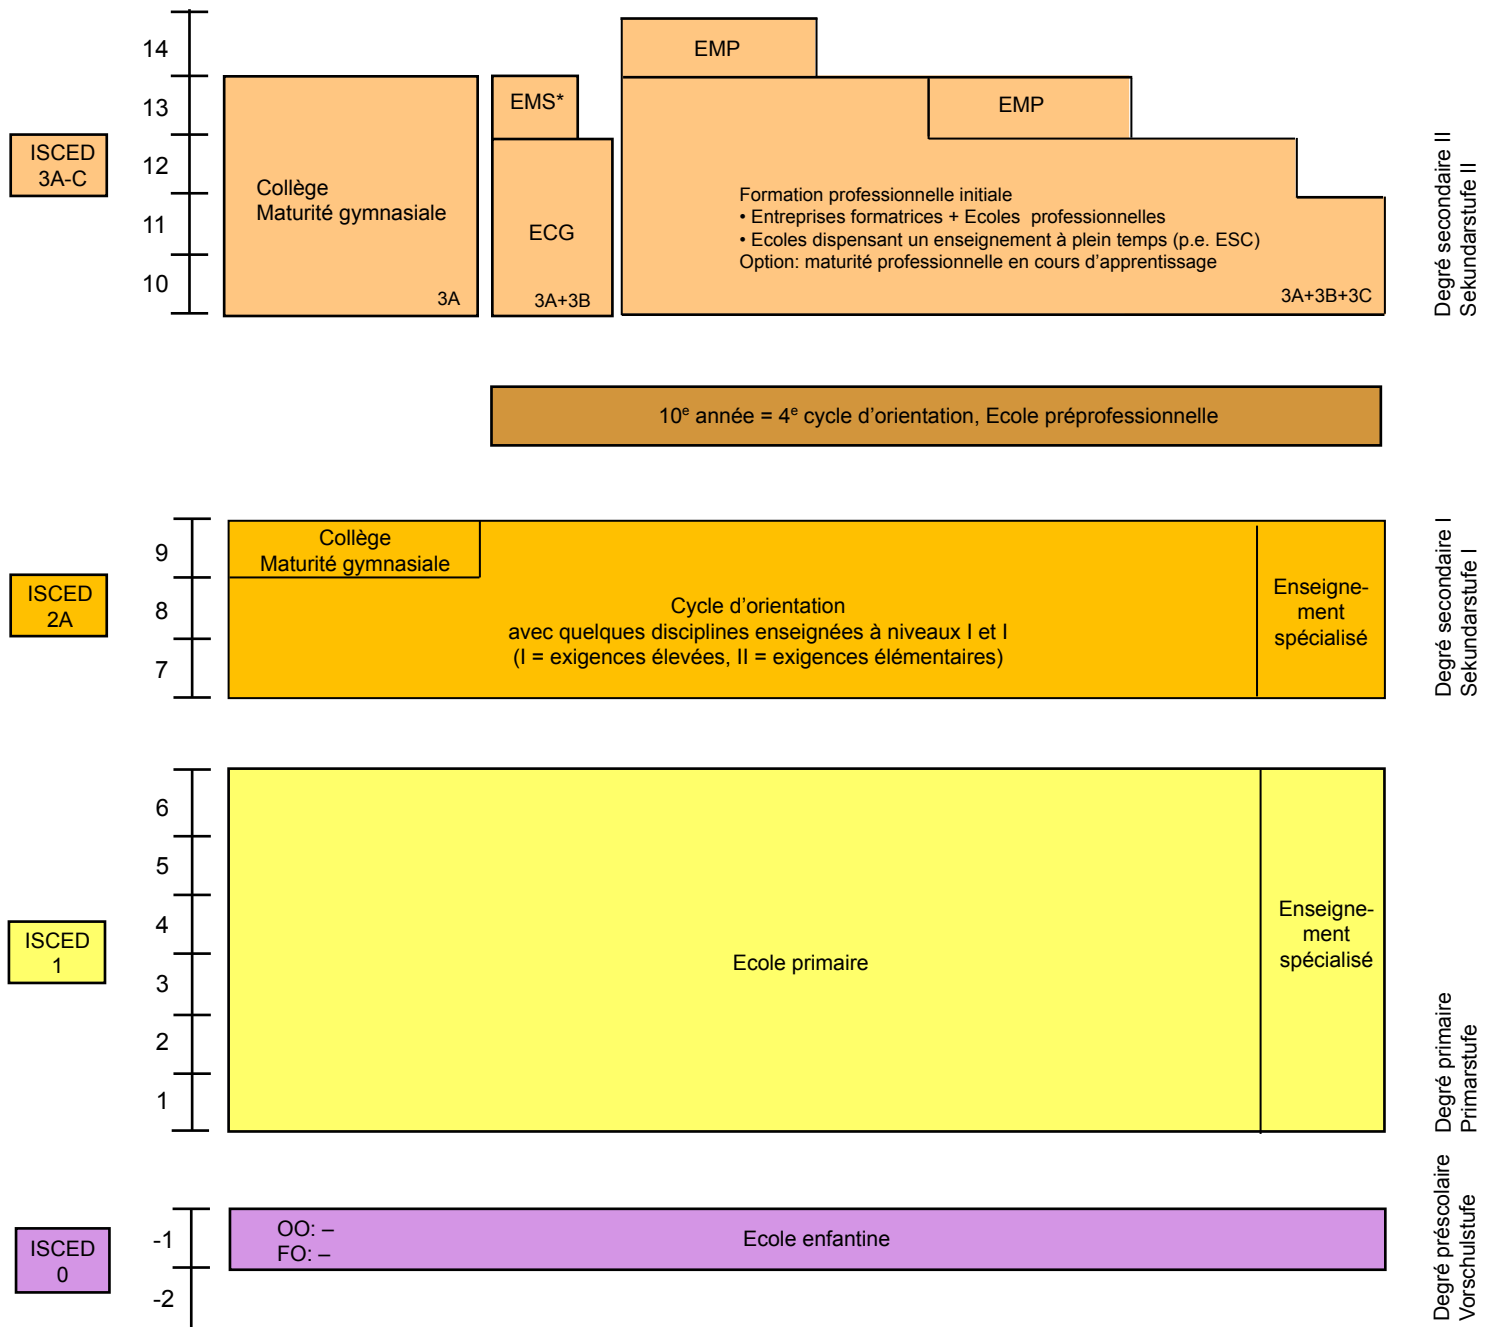 14
EMP
13
EMS*
EMP
ISCED
3A-C
12
11
10
Collège
Maturité gymnasiale
3A
ECG
3A+3B
Formation professionnelle initiale
• Entreprises formatrices + Ecoles professionnelles
• Ecoles dispensant un enseignement à plein temps (p.e. ESC)
Option: maturité professionnelle en cours d'apprentissage
3A+3B+3C
Degré secondaire II
Sekundarstufe II
10e année = 4e cycle d'orientation, Ecole préprofessionnelle
ISCED
2A
9
8
7
Collège
Maturité gymnasiale
Cycle d'orientation
avec quelques disciplines enseignées à niveaux I et I
(I = exigences élevées, II = exigences élémentaires)
Enseigne-
ment
spécialisé
Degré secondaire I
Sekundarstufe I
ISCED
1
6
5
4
3
2
1
Ecole primaire
Enseigne-
ment
spécialisé
Degré primaire
Primarstufe
ISCED
0
-1
-2
OO: –
FO: –
Ecole enfantine
Degré préscolaire
Vorschulstufe